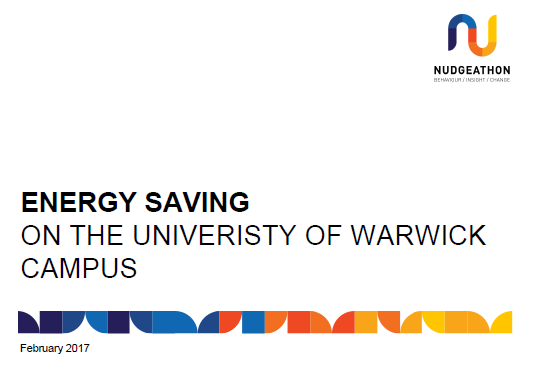 NUDGEATHON
BEHAVIOUR / INSIGHT / CHANGE
ENERGY SAVING
ON THE UNIVERISTY OF WARWICK
CAMPUS
February 2017